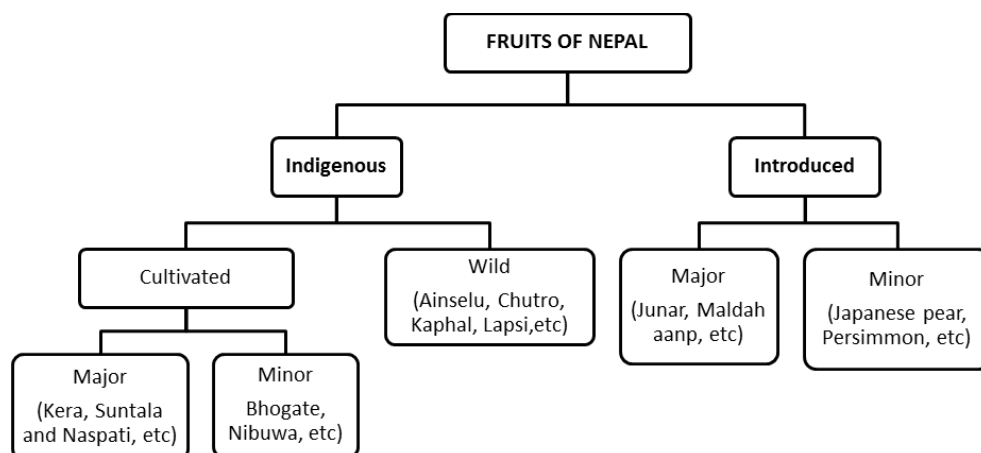 FRUITS OF NEPAL
Indigenous
Introduced
Cultivated
Wild
(Ainselu, Chutro,
Kaphal, Lapsi,etc)
Major
(Junar, Maldah
aanp, etc)
Minor
(Japanese pear,
Persimmon, etc)
Major
(Kera, Suntala
and Naspati, etc)
Minor
Bhogate,
Nibuwa, etc)